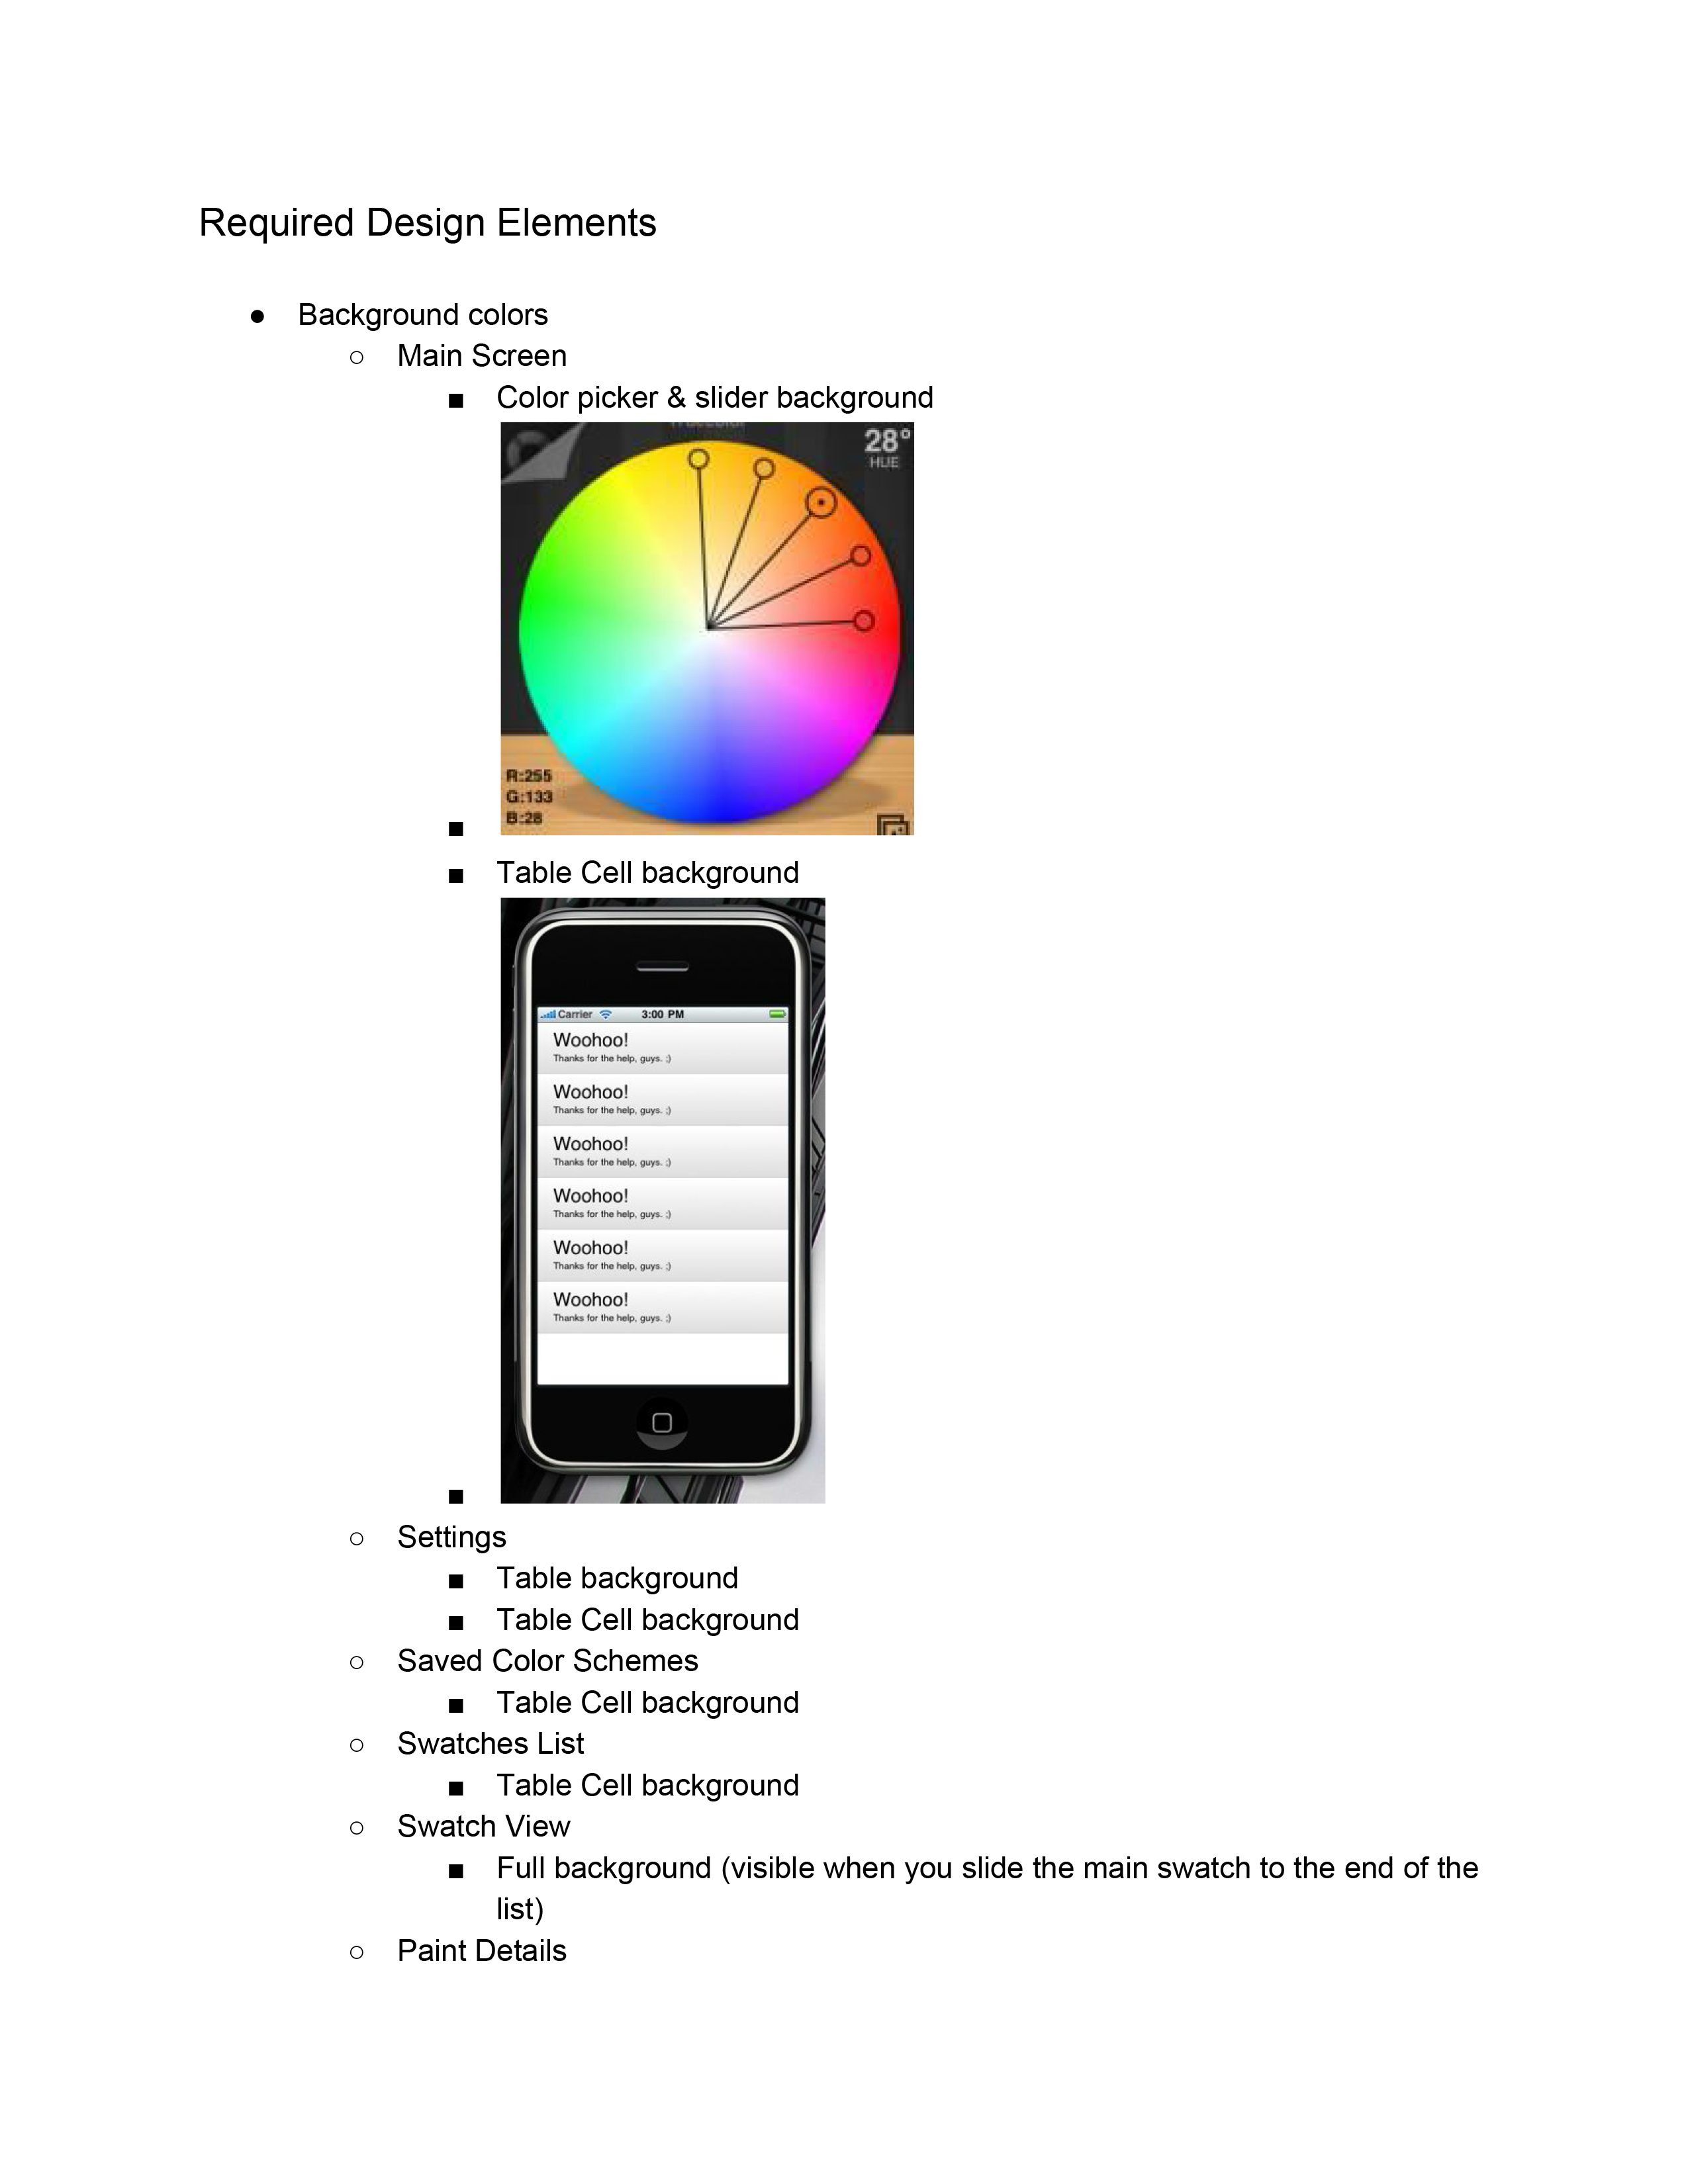 Required Design Elements
● Background colors
○ Main Screen
■ Color picker & slider background
28°
HUE
R:255
G:133
B:28
■
■ Table Cell background
Carrier 3:00 PM
Woohoo!
Thanks for the help, guys. ;)
Woohoo!
Thanks for the help, guys. ;)
Woohoo!
Thanks for the help, guys. ;)
Woohoo!
Thanks for the help, guys. ;)
Woohoo!
Thanks for the help, guys. ;)
Woohoo!
Thanks for the help, guys. ;)
■
○ Settings
■ Table background
■ Table Cell background
○ Saved Color Schemes
■ Table Cell background
○ Swatches List
■ Table Cell background
○ Swatch View
■ Full background (visible when you slide the main swatch to the end of the
list)
○ Paint Details